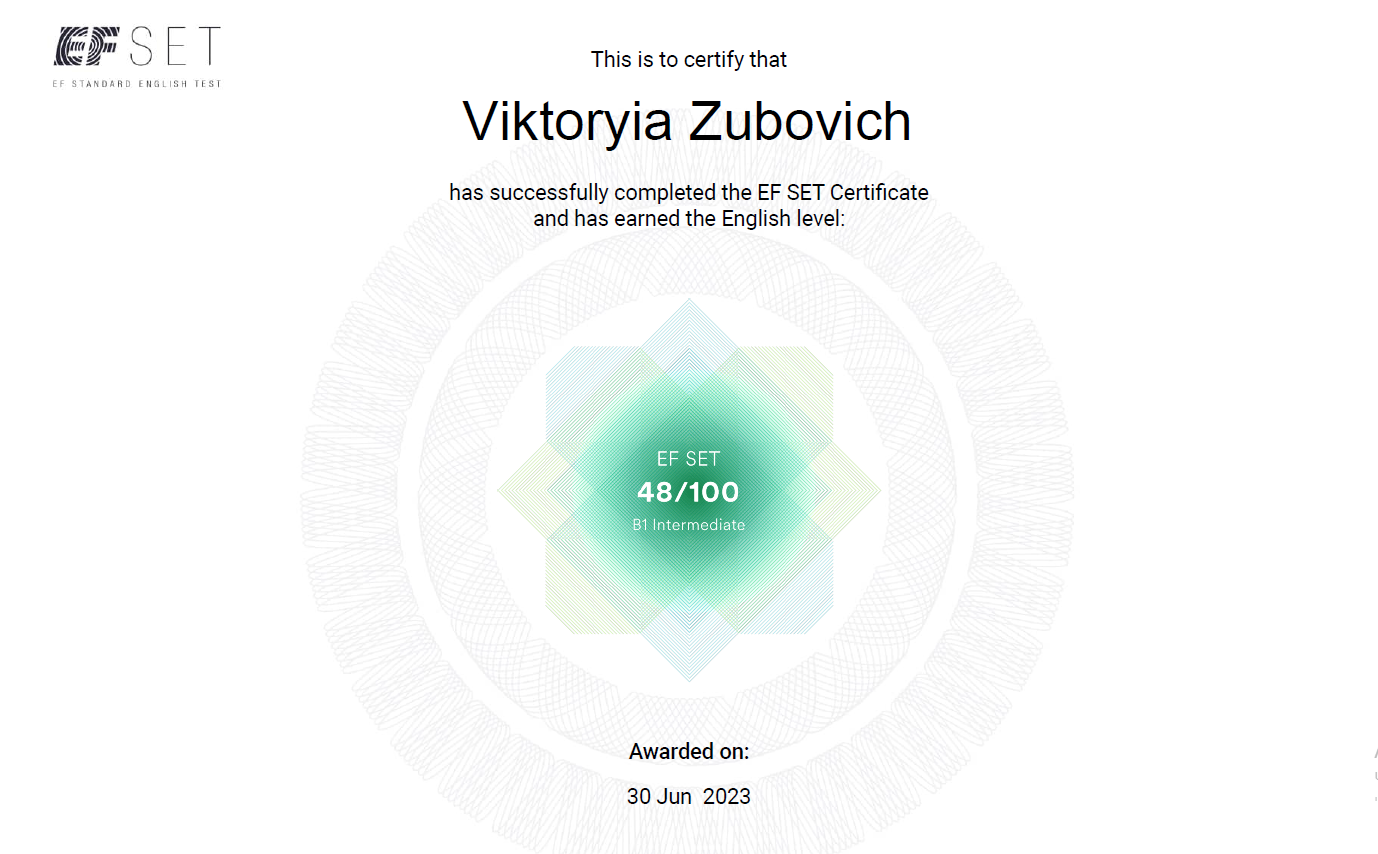 EF SET
EF STANDARD ENGLISH TEST
This is to certify that
Viktoryia Zubovich
has successfully completed the EF SET Certificate
and has earned the English level:
EF SET
48/100
B1 Intermediate
Awarded on:
30 Jun 2023